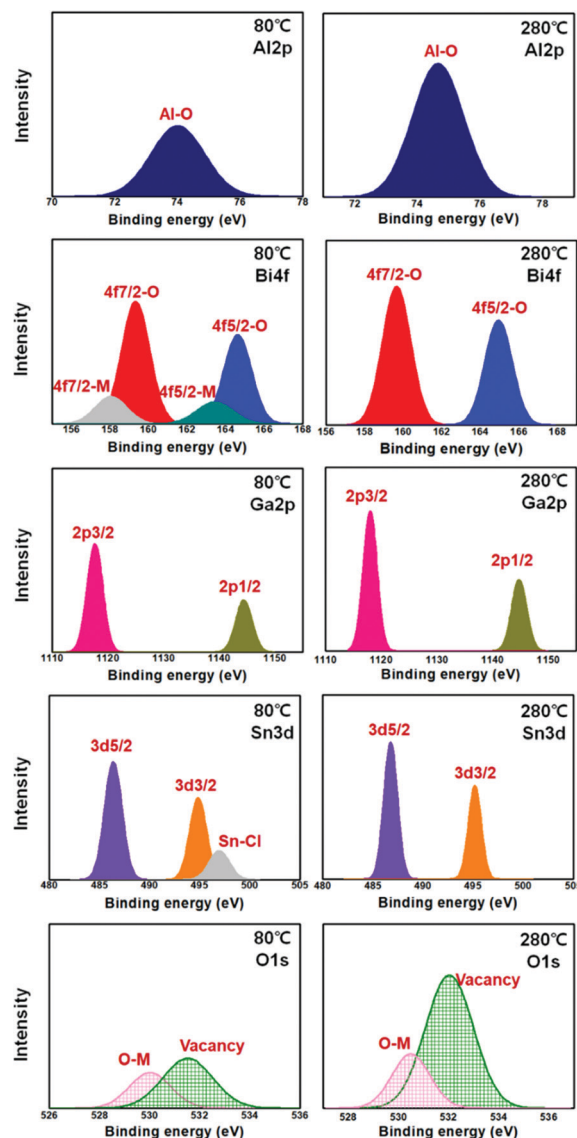 80℃
Al2p
Al-O
Intensity
70 72 74 76 78
Binding energy (eV)
280℃
Al2p
Al-O
72 74 76 78
Binding energy (eV)
80℃
Bi4f
4f7/2-O
4f5/2-O
4f7/2-M
4f5/2-M
Intensity
156 158 160 162 164 166 168
Binding energy (eV)
280℃
Bi4f
4f7/2-O
4f5/2-O
156 158 160 162 164 166 168
Binding energy (eV)
80℃
Ga2p
2p3/2
2p1/2
Intensity
1110 1120 1130 1140 1150
Binding energy (eV)
280℃
Ga2p
2p3/2
2p1/2
1110 1120 1130 1140 1150
Binding energy (eV)
80℃
Sn3d
3d5/2
3d3/2
Sn-Cl
Intensity
480 485 490 495 500 505
Binding energy (eV)
280℃
Sn3d
3d5/2
3d3/2
480 485 490 495 500 505
Binding energy (eV)
80℃
O1s
O-M
Vacancy
Intensity
526 528 530 532 534 536
Binding energy (eV)
280℃
O1s
Vacancy
O-M
528 530 532 534 536
Binding energy (eV)